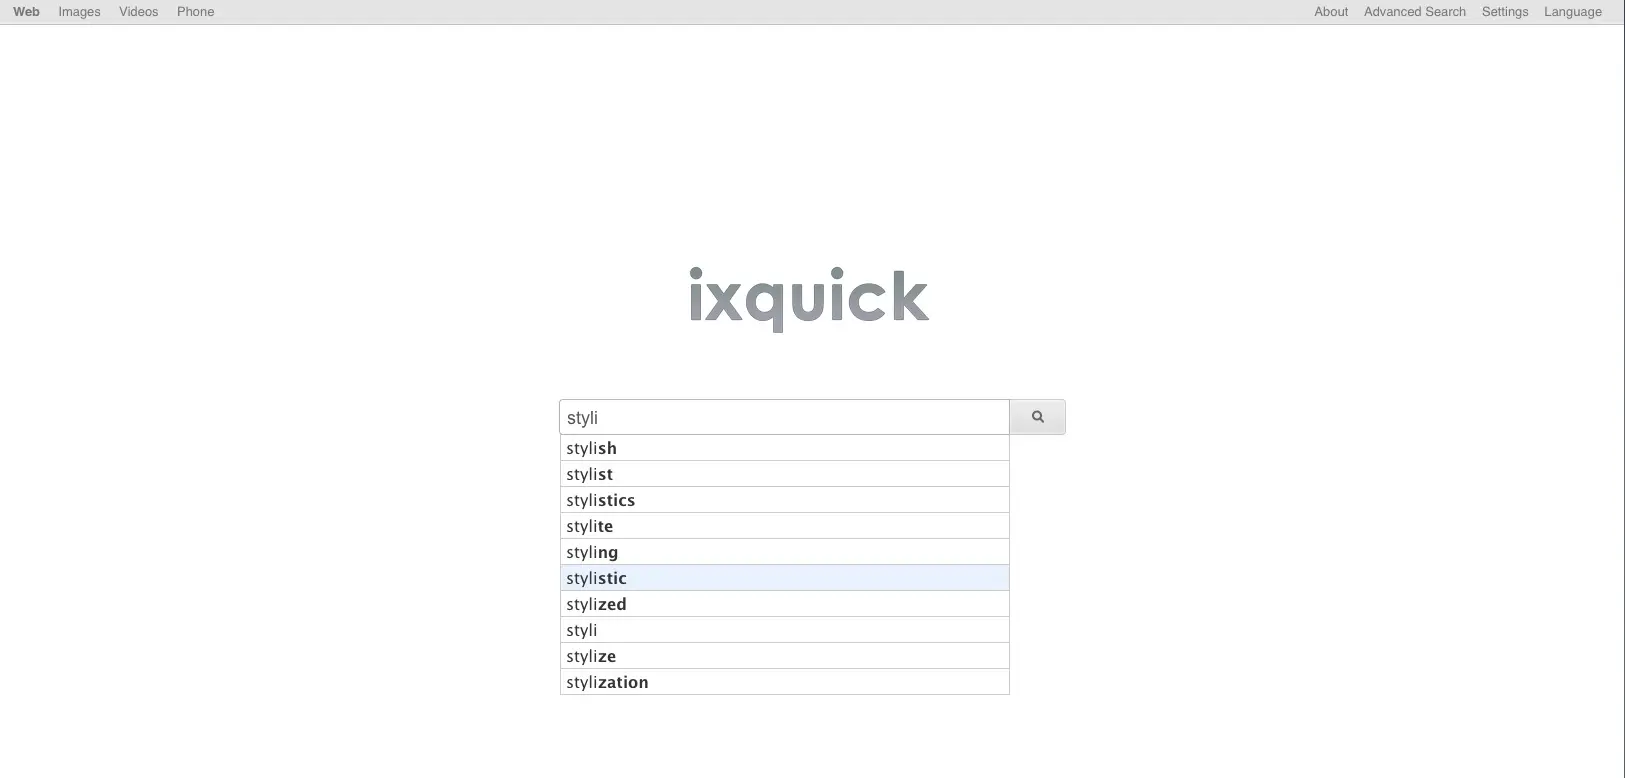 Web Images Videos Phone About Advanced Search Settings Language
ixquick
styli
stylish
stylist
stylistics
stylite
styling
stylistic
stylized
styli
stylize
stylization